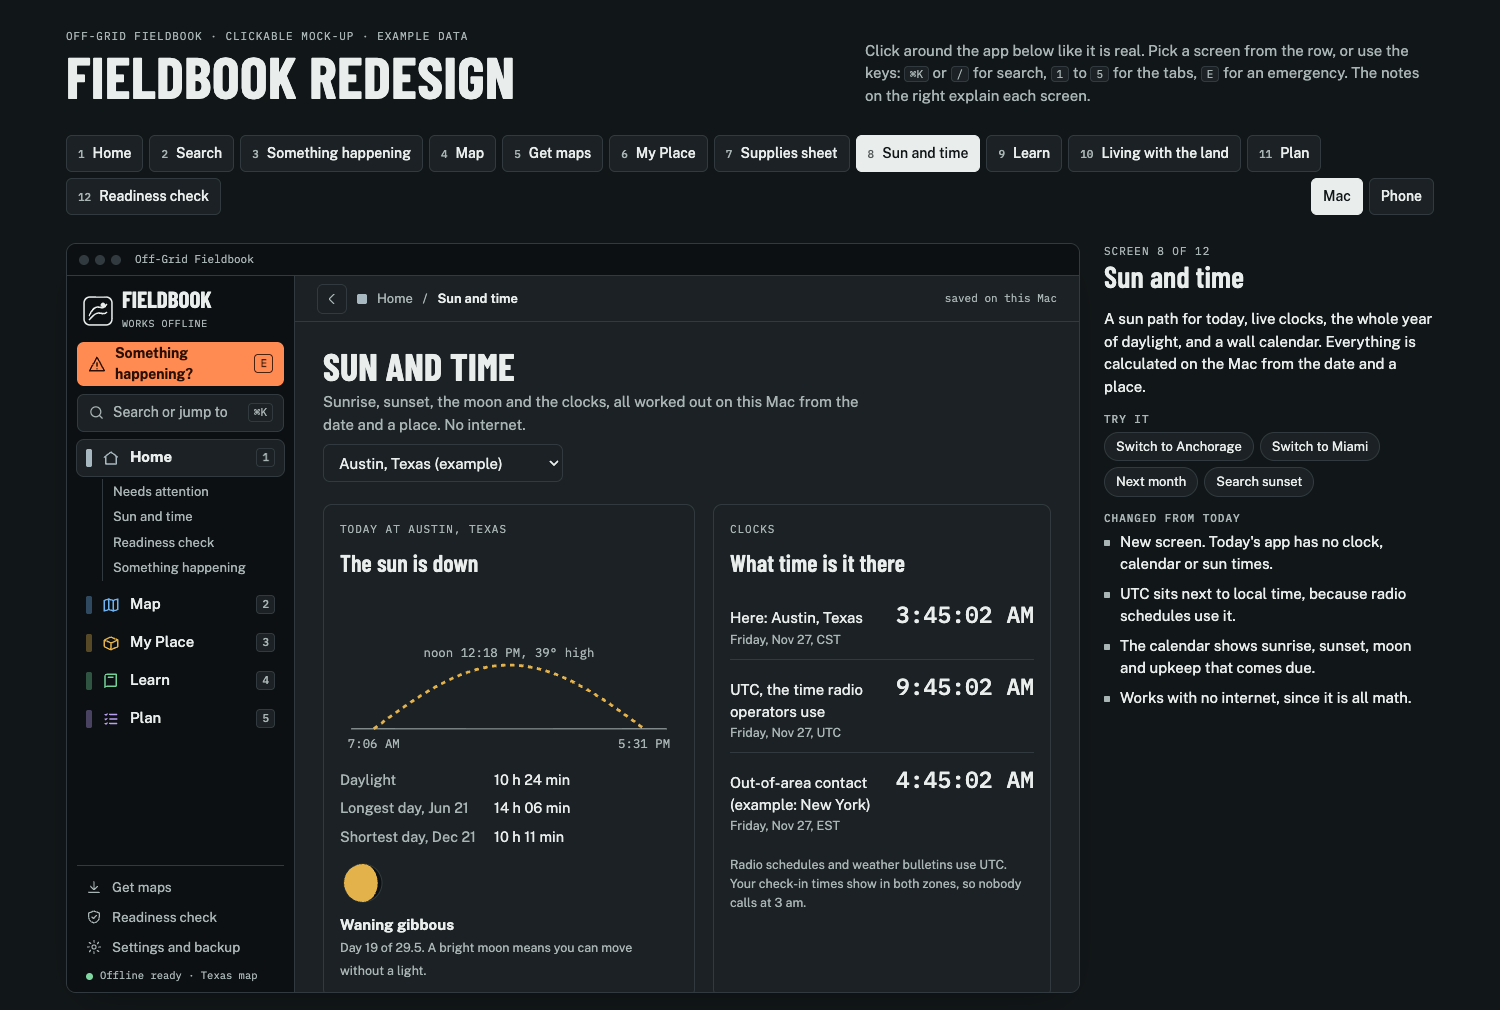 OFF-GRID FIELDBOOK · CLICKABLE MOCK-UP · EXAMPLE DATA
FIELDBOOK REDESIGN
Click around the app below like it is real. Pick a screen from the row, or use the
keys: ⌘K or / for search, 1 to 5 for the tabs, E for an emergency. The notes
on the right explain each screen.
1 Home
2 Search
3 Something happening
4 Map
5 Get maps
6 My Place
7 Supplies sheet
8 Sun and time
9 Learn
10 Living with the land
11 Plan
12 Readiness check
Mac
Phone
Off-Grid Fieldbook
FIELDBOOK
WORKS OFFLINE
Something
happening?
E
Search or jump to ⌘K
Home 1
Needs attention
Sun and time
Readiness check
Something happening
Map 2
My Place 3
Learn 4
Plan 5
Get maps
Readiness check
Settings and backup
Offline ready · Texas map
Home / Sun and time
saved on this Mac
SUN AND TIME
Sunrise, sunset, the moon and the clocks, all worked out on this Mac from the
date and a place. No internet.
Austin, Texas (example)
TODAY AT AUSTIN, TEXAS
The sun is down
noon 12:18 PM, 39° high
7:06 AM
5:31 PM
Daylight 10 h 24 min
Longest day, Jun 21 14 h 06 min
Shortest day, Dec 21 10 h 11 min
Waning gibbous
Day 19 of 29.5. A bright moon means you can move
without a light.
CLOCKS
What time is it there
Here: Austin, Texas 3:45:02 AM
Friday, Nov 27, CST
UTC, the time radio 9:45:02 AM
operators use
Friday, Nov 27, UTC
Out-of-area contact 4:45:02 AM
(example: New York)
Friday, Nov 27, EST
Radio schedules and weather bulletins use UTC.
Your check-in times show in both zones, so nobody
calls at 3 am.
SCREEN 8 OF 12
Sun and time
A sun path for today, live clocks, the whole year
of daylight, and a wall calendar. Everything is
calculated on the Mac from the date and a
place.
TRY IT
Switch to Anchorage
Switch to Miami
Next month
Search sunset
CHANGED FROM TODAY
New screen. Today's app has no clock,
calendar or sun times.
UTC sits next to local time, because radio
schedules use it.
The calendar shows sunrise, sunset, moon
and upkeep that comes due.
Works with no internet, since it is all math.